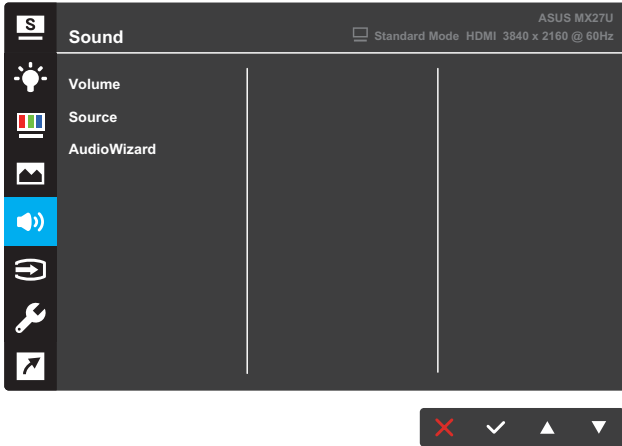 S
ASUS MX27U
Sound
Standard Mode HDMI 3840 x 2160 @ 60Hz
Volume
Source
AudioWizard